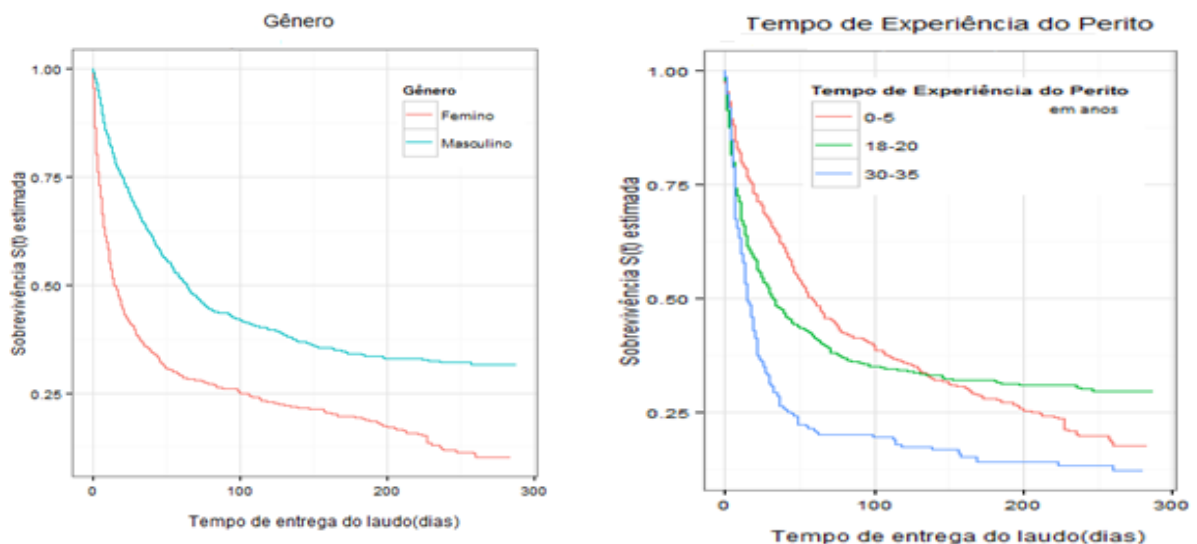 Gênero
Sobrevivência S(t) estimada
1.00
0.75
0.50
0.25
Gênero
Femino
Masculino
0
100
200
300
Tempo de entrega do laudo(dias)
Tempo de Experiência do Perito
Sobrevivência S(t) estimada
1.00
0.75
0.50
0.25
Tempo de Experiência do Perito
em anos
0-5
18-20
30-35
0
100
200
300
Tempo de entrega do laudo(dias)